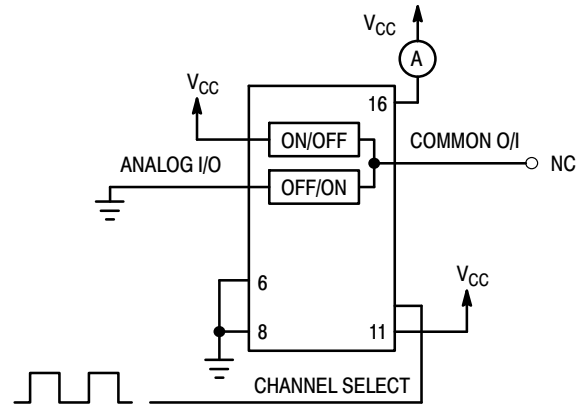 V_CC
A
16
V_CC
ON/OFF
COMMON O/I
NC
ANALOG I/O
OFF/ON
6
V_CC
8
11
CHANNEL SELECT